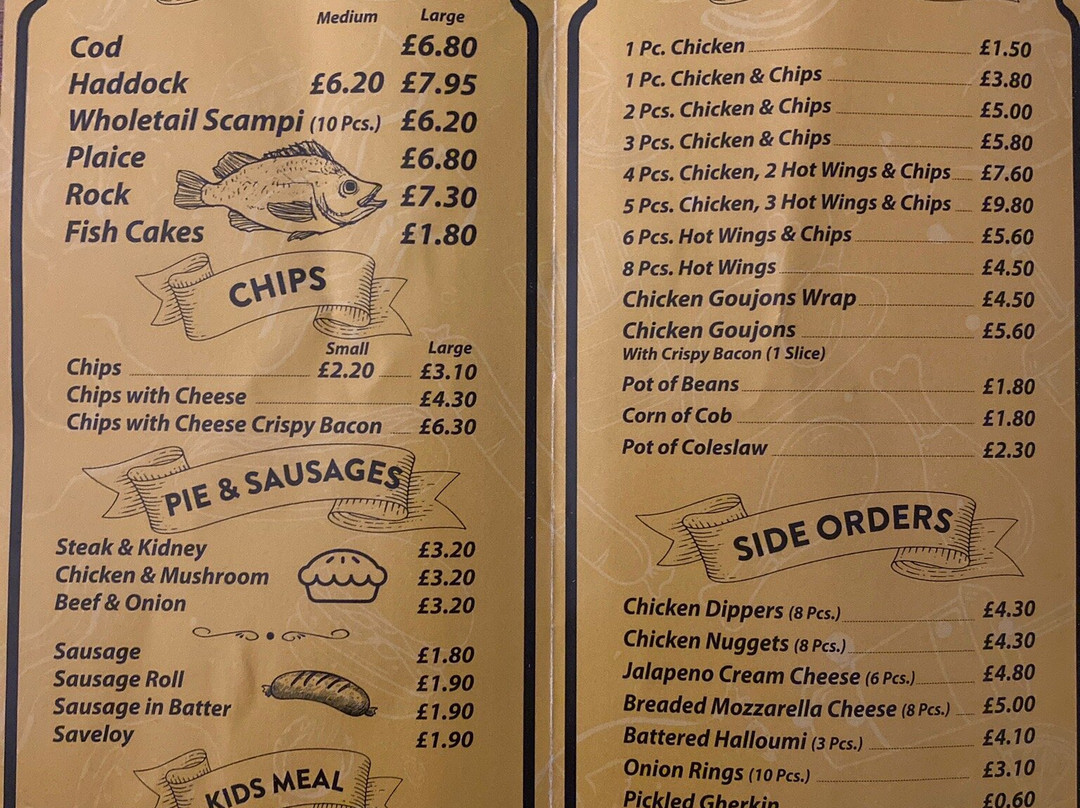 Medium Large
Cod £6.80
Haddock £6.20 £7.95
Wholetail Scampi (10 Pcs.) £6.20
Plaice £6.80
Rock £7.30
Fish Cakes £1.80
CHIPS
Small Large
Chips £2.20 £3.10
Chips with Cheese £4.30
Chips with Cheese Crispy Bacon £6.30
PIE & SAUSAGES
Steak & Kidney £3.20
Chicken & Mushroom £3.20
Beef & Onion £3.20
Sausage £1.80
Sausage Roll £1.90
Sausage in Batter £1.90
Saveloy £1.90
KIDS MEAL
1 Pc. Chicken £1.50
1 Pc. Chicken & Chips £3.80
2 Pcs. Chicken & Chips £5.00
3 Pcs. Chicken & Chips £5.80
4 Pcs. Chicken, 2 Hot Wings & Chips £7.60
5 Pcs. Chicken, 3 Hot Wings & Chips £9.80
6 Pcs. Hot Wings & Chips £5.60
8 Pcs. Hot Wings £4.50
Chicken Goujons Wrap £4.50
Chicken Goujons £5.60
With Crispy Bacon (1 Slice)
Pot of Beans £1.80
Corn of Cob £1.80
Pot of Coleslaw £2.30
SIDE ORDERS
Chicken Dippers (8 Pcs.) £4.30
Chicken Nuggets (8 Pcs.) £4.30
Jalapeno Cream Cheese (6 Pcs.) £4.80
Breaded Mozzarella Cheese (8 Pcs.) £5.00
Battered Halloumi (3 Pcs.) £4.10
Onion Rings (10 Pcs.) £3.10
Pickled Gherkin £0.60